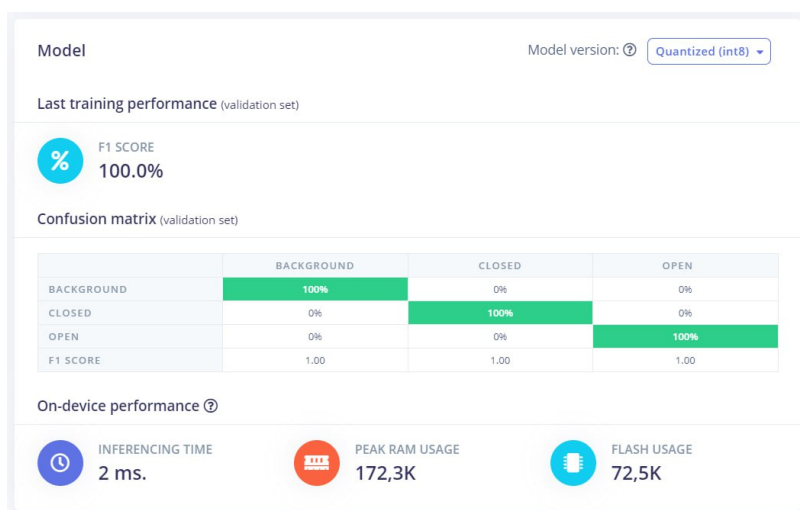 Model
Model version: ? Quantized (int8)
Last training performance (validation set)
% F1 SCORE
100.0%
Confusion matrix (validation set)
BACKGROUND CLOSED OPEN
BACKGROUND 100% 0% 0%
CLOSED 0% 100% 0%
OPEN 0% 0% 100%
F1 SCORE 1.00 1.00 1.00
On-device performance ?
INFERENCING TIME
2 ms.
PEAK RAM USAGE
172,3K
FLASH USAGE
72,5K